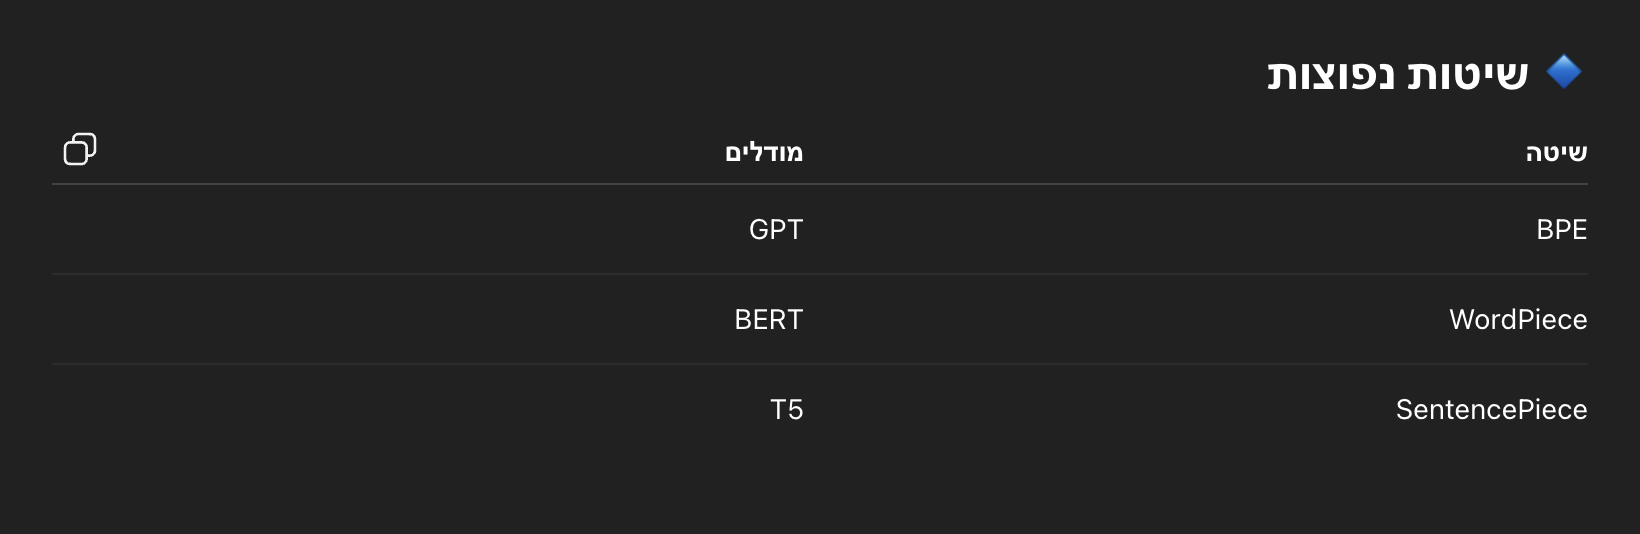 🔷 שיטות נפוצות
שיטה מודלים
BPE GPT
WordPiece BERT
SentencePiece T5